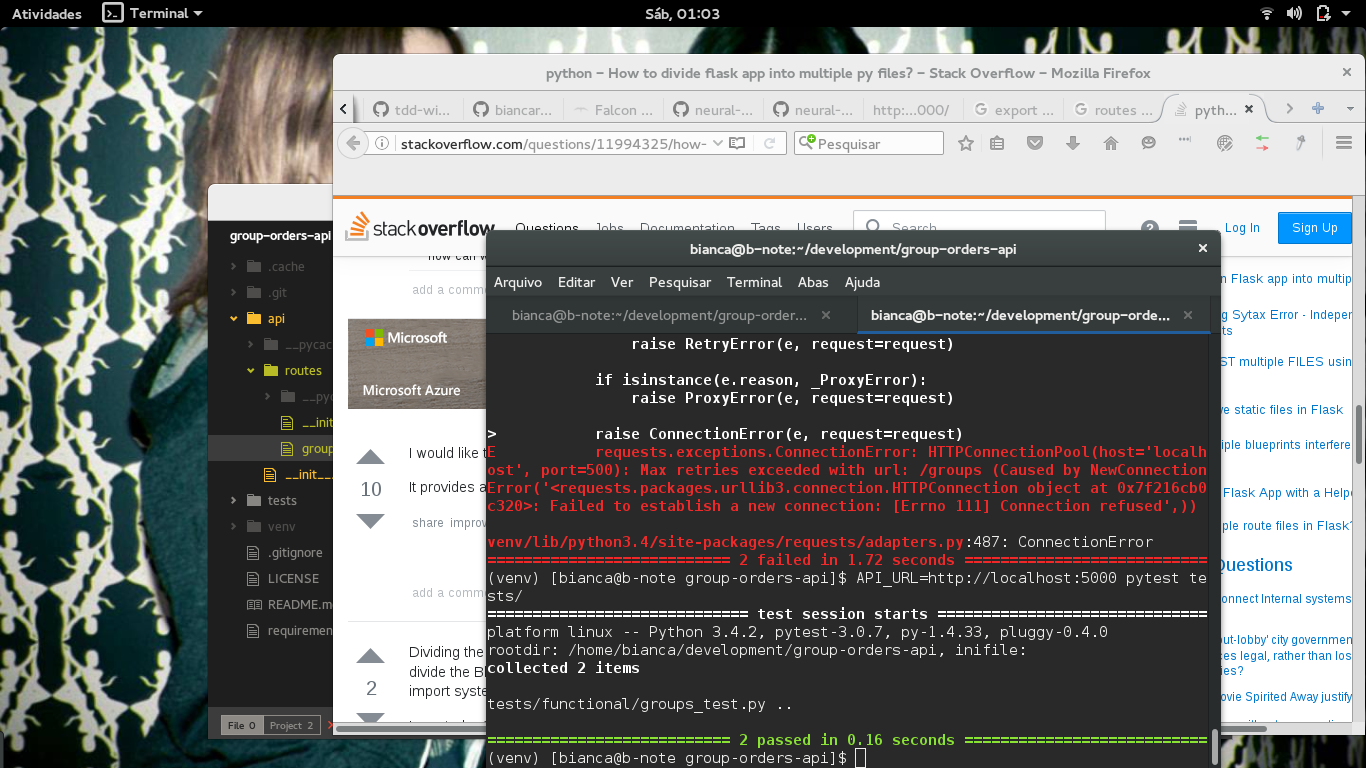 Atividades
Terminal
Sáb, 01:03
python – How to divide flask app into multiple py files? – Stack Overflow – Mozilla Firefox
tdd-wi...
biancar...
Falcon ...
neural-...
neural-...
http:...000/
export ...
routes ...
pyth...
stackoverflow.com/questions/11994325/how-
Pesquisar
stackoverflow
Questions
Jobs
Documentation
Tags
Users
Search
Log In
Sign Up
group-orders-api
.cache
.git
api
__pycac
routes
__pyc
__init
group
__init__
tests
venv
.gitignore
LICENSE
README.m
requiremen
File 0
Project 2
add a comme
Microsoft
Microsoft Azure
I would like t
10
It provides a
share improv
add a comm
Dividing the
divide the Bl
2
import syste
bianca@b-note:~/development/group-orders-api
Arquivo Editar Ver Pesquisar Terminal Abas Ajuda
bianca@b-note:~/development/group-order...
bianca@b-note:~/development/group-orde...
raise RetryError(e, request=request)
if isinstance(e.reason, _ProxyError):
raise ProxyError(e, request=request)
> raise ConnectionError(e, request=request)
E requests.exceptions.ConnectionError: HTTPConnectionPool(host='localh
ost', port=500): Max retries exceeded with url: /groups (Caused by NewConnection
Error('<requests.packages.urllib3.connection.HTTPConnection object at 0x7f216cb0
c320>: Failed to establish a new connection: [Errno 111] Connection refused',))
venv/lib/python3.4/site-packages/requests/adapters.py:487: ConnectionError
=========================== 2 failed in 1.72 seconds ===========================
(venv) [bianca@b-note group-orders-api]$ API_URL=http://localhost:5000 pytest te
sts/
============================= test session starts ==============================
platform linux -- Python 3.4.2, pytest-3.0.7, py-1.4.33, pluggy-0.4.0
rootdir: /home/bianca/development/group-orders-api, inifile:
collected 2 items
tests/functional/groups_test.py ..
=========================== 2 passed in 0.16 seconds ===========================
(venv) [bianca@b-note group-orders-api]$
n Flask app into multip
g Sytax Error - Indepen
ts
ST multiple FILES using
ve static files in Flask
iple blueprints interfere
Flask App with a Helpe
ple route files in Flask?
Questions
onnect Internal systems
out-lobby' city governmen
ces legal, rather than los
ies?
ovie Spirited Away justify